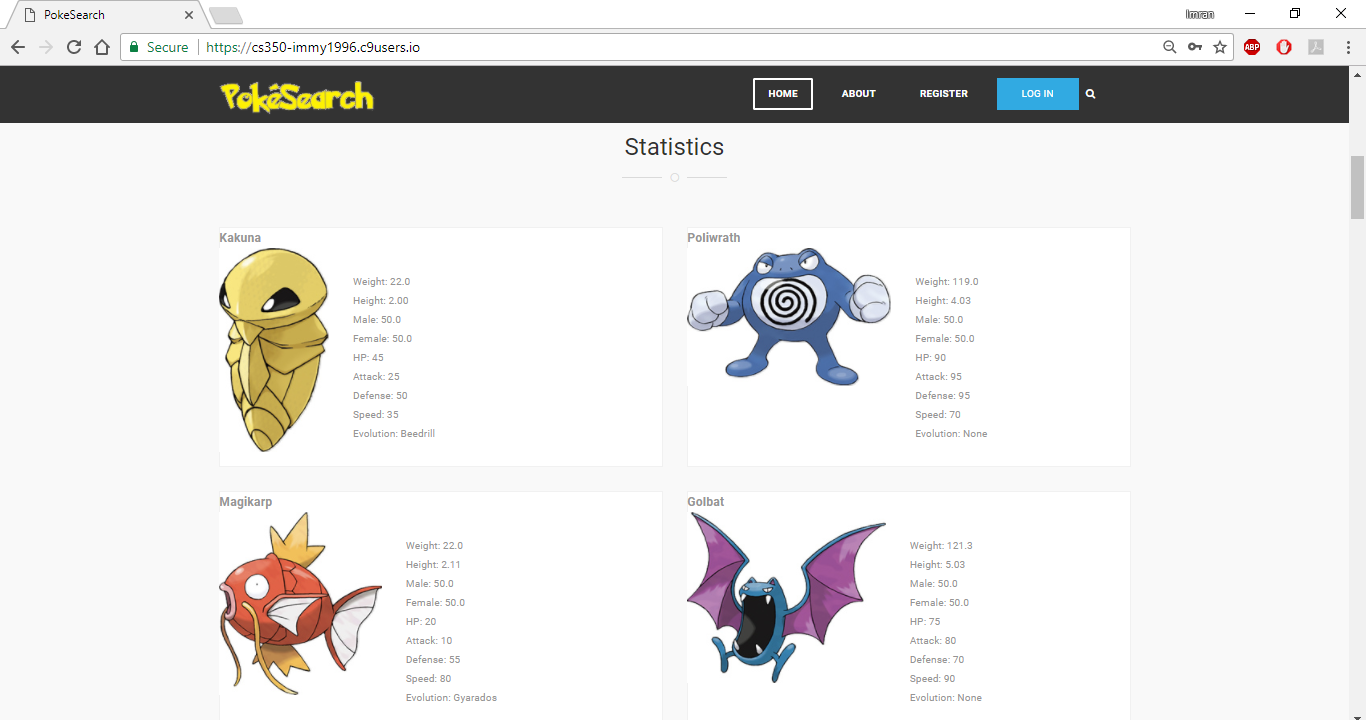 PokeSearch
Imran
Secure https://cs350-immy1996.c9users.io
ABP
PokéSearch HOME ABOUT REGISTER LOG IN
Statistics
Kakuna
Weight: 22.0
Height: 2.00
Male: 50.0
Female: 50.0
HP: 45
Attack: 25
Defense: 50
Speed: 35
Evolution: Beedrill
Poliwrath
Weight: 119.0
Height: 4.03
Male: 50.0
Female: 50.0
HP: 90
Attack: 95
Defense: 95
Speed: 70
Evolution: None
Magikarp
Weight: 22.0
Height: 2.11
Male: 50.0
Female: 50.0
HP: 20
Attack: 10
Defense: 55
Speed: 80
Evolution: Gyarados
Golbat
Weight: 121.3
Height: 5.03
Male: 50.0
Female: 50.0
HP: 75
Attack: 80
Defense: 70
Speed: 90
Evolution: None